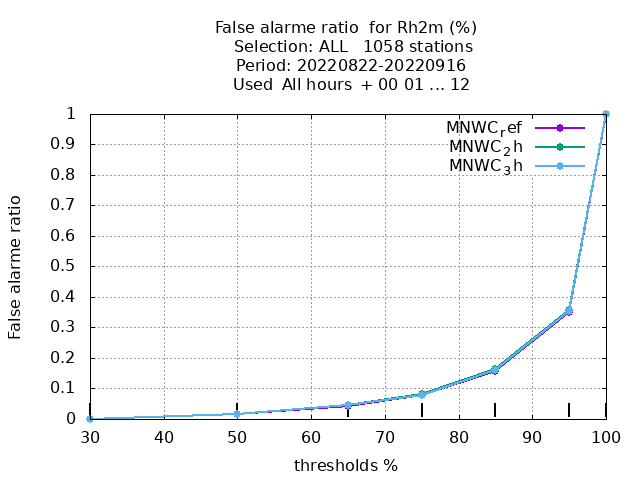 False alarme ratio  for Rh2m (%)
Selection: ALL   1058 stations
Period: 20220822-20220916
Used  All hours  + 00 01 ... 12
MNWC_ref
MNWC_2h
MNWC_3h
1
0.9
0.8
0.7
0.6
0.5
0.4
0.3
0.2
0.1
0
False alarme ratio
30 40 50 60 70 80 90 100
thresholds %